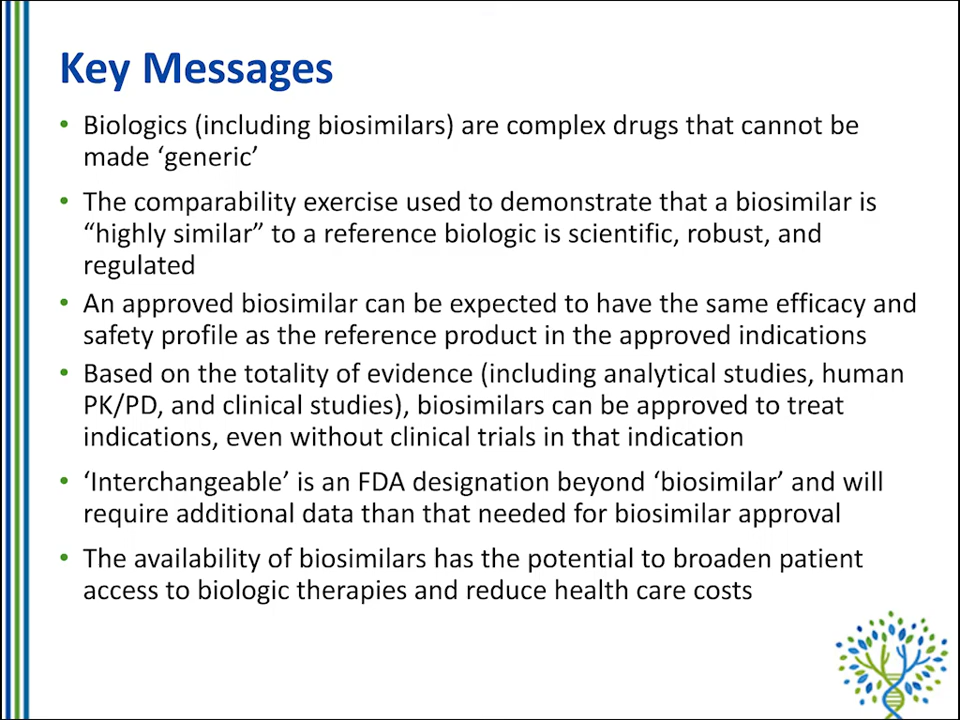 Key Messages
• Biologics (including biosimilars) are complex drugs that cannot be
made ‘generic’
• The comparability exercise used to demonstrate that a biosimilar is
“highly similar” to a reference biologic is scientific, robust, and
regulated
• An approved biosimilar can be expected to have the same efficacy and
safety profile as the reference product in the approved indications
• Based on the totality of evidence (including analytical studies, human
PK/PD, and clinical studies), biosimilars can be approved to treat
indications, even without clinical trials in that indication
• ‘Interchangeable’ is an FDA designation beyond ‘biosimilar’ and will
require additional data than that needed for biosimilar approval
• The availability of biosimilars has the potential to broaden patient
access to biologic therapies and reduce health care costs